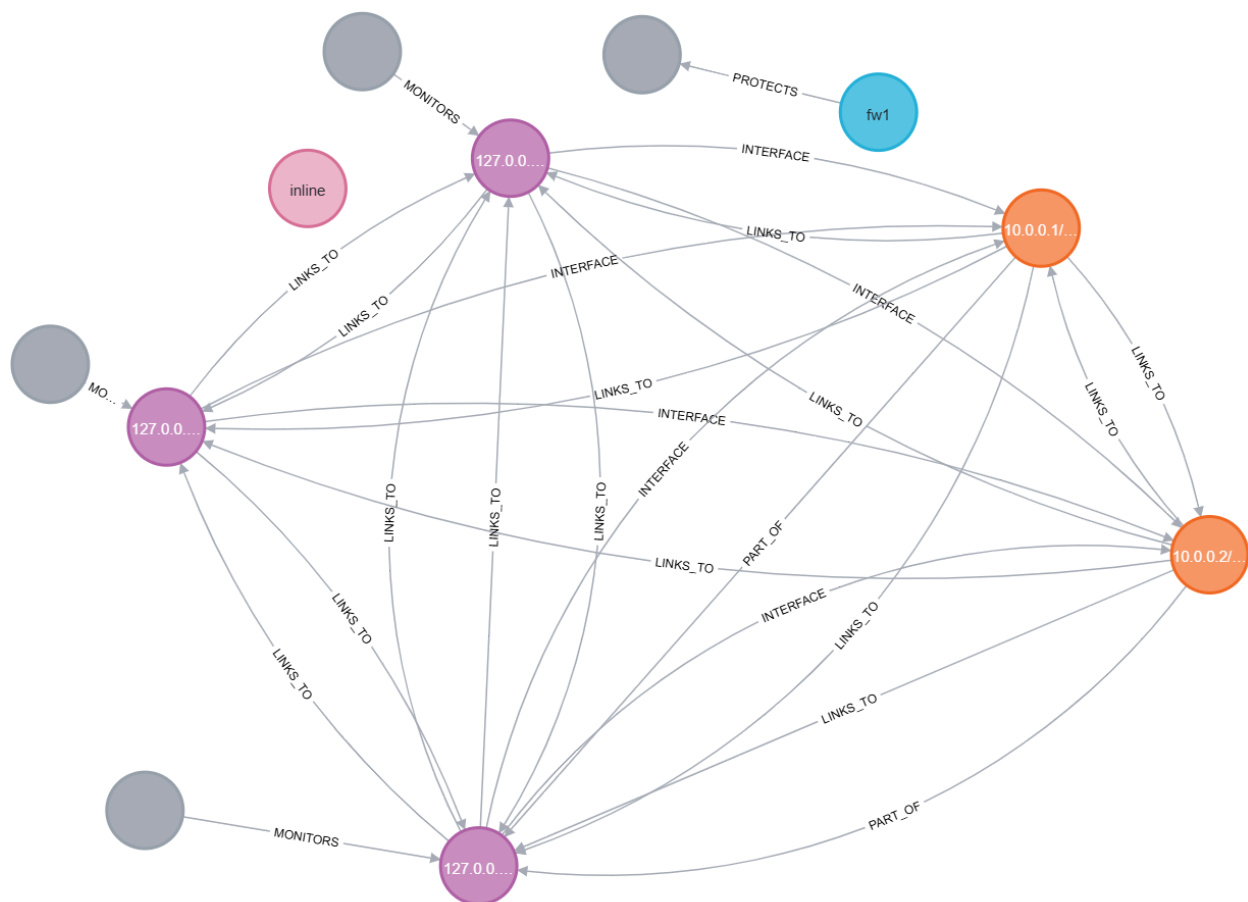 MONITORS
PROTECTS
fw1
127.0.0....
INTERFACE
inline
10.0.0.1/...
LINKS_TO
LINKS_TO
INTERFACE
INTERFACE
LINKS_TO
LINKS_TO
LINKS_TO
MO...
LINKS_TO
127.0.0....
INTERFACE
LINKS_TO
INTERFACE
LINKS_TO
LINKS_TO
LINKS_TO
PART_OF
10.0.0.2/...
LINKS_TO
INTERFACE
LINKS_TO
LINKS_TO
LINKS_TO
LINKS_TO
PART_OF
MONITORS
127.0.0....